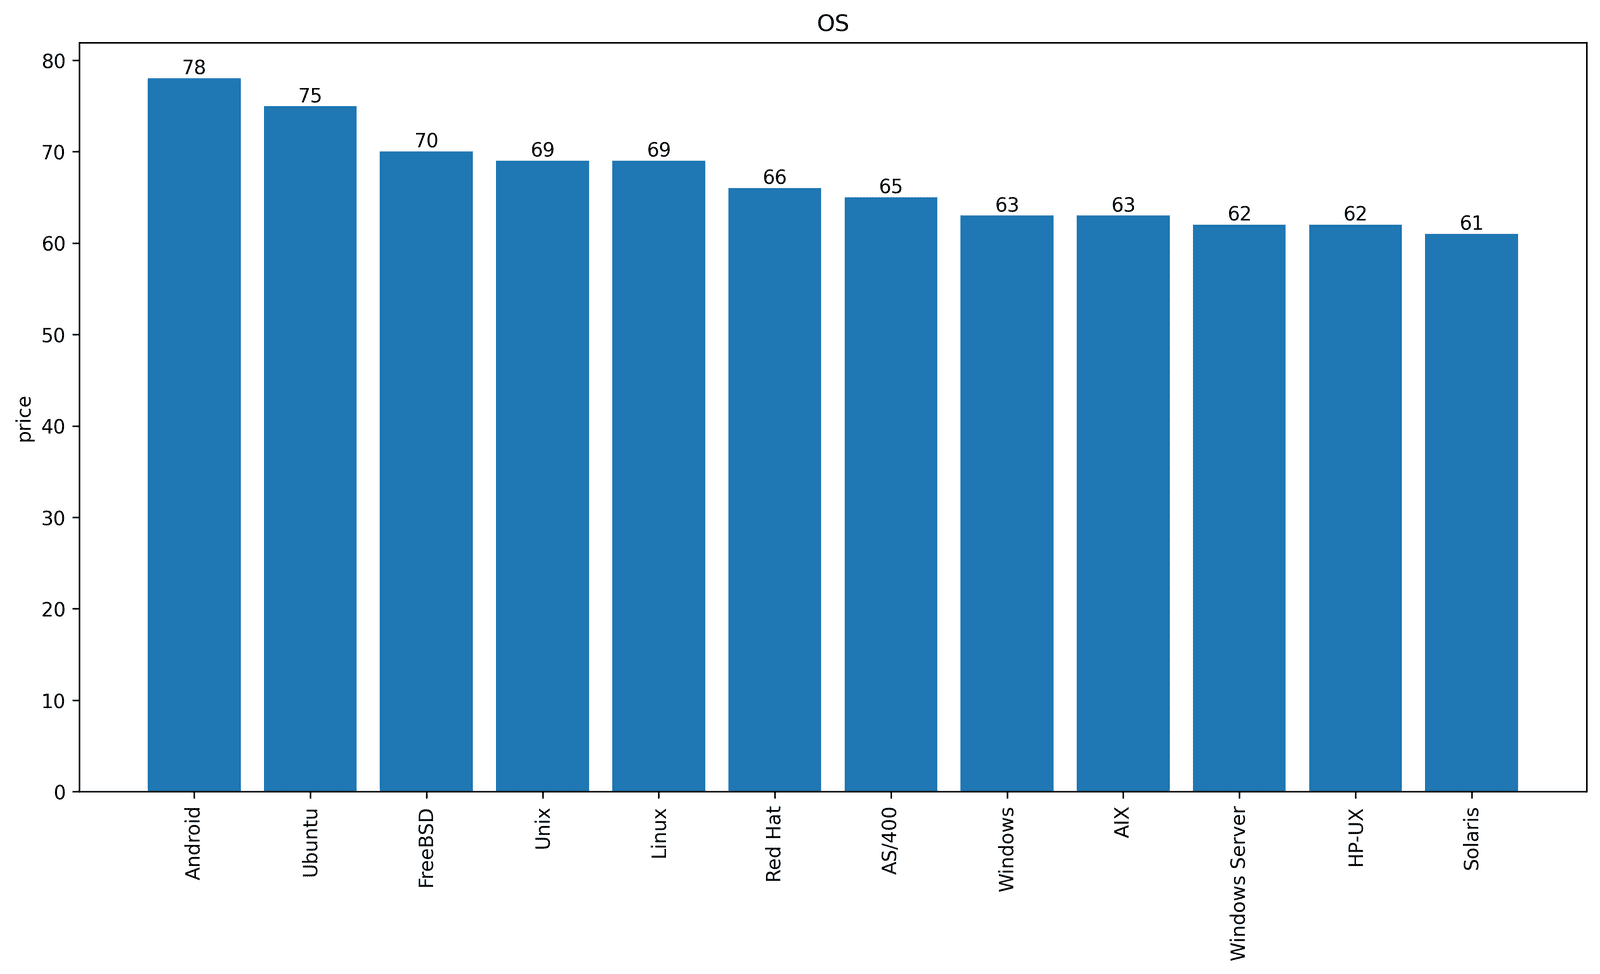 OS
80
70
60
50
40
30
20
10
0
price
78
75
70
69
69
66
65
63
63
62
62
61
Android
Ubuntu
FreeBSD
Unix
Linux
Red Hat
AS/400
Windows
AIX
Windows Server
HP-UX
Solaris